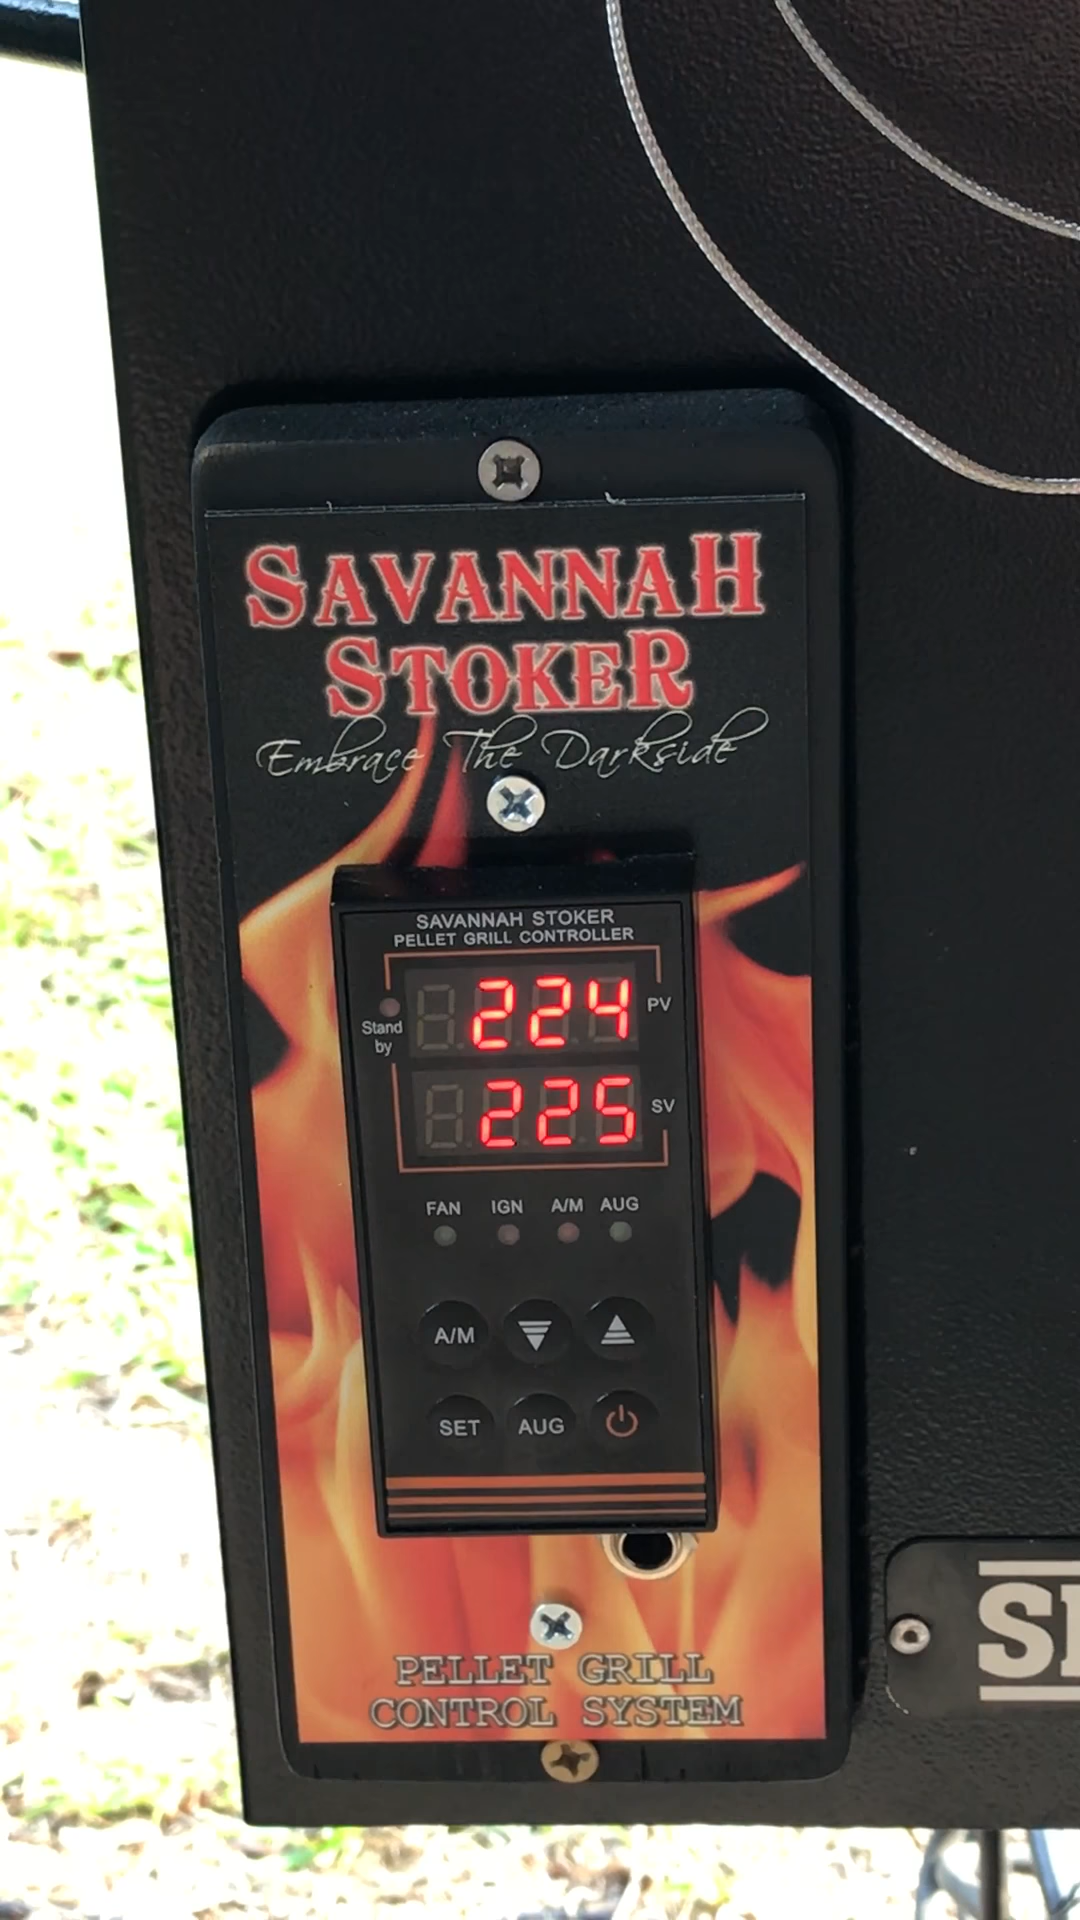 SAVANNAH
STOKER
Embrace The Darkside
SAVANNAH STOKER
PELLET GRILL CONTROLLER
224 PV
Stand
by
225 SV
FAN IGN A/M AUG
A/M
SET AUG
PELLET GRILL
CONTROL SYSTEM